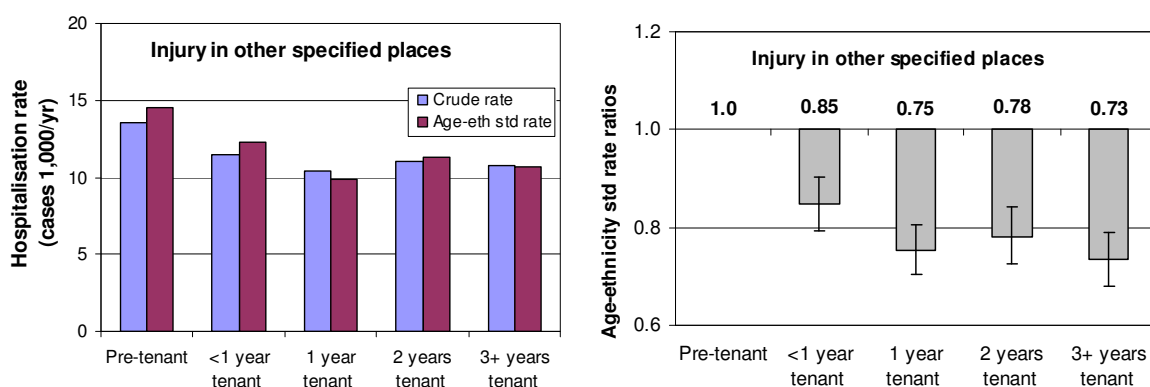 Injury in other specified places
Hospitalisation rate
(cases 1,000/yr)
20
15
10
5
0
Crude rate
Age-eth std rate
Pre-tenant
<1 year
tenant
1 year
tenant
2 years
tenant
3+ years
tenant
Injury in other specified places
Age-ethnicity std rate ratios
1.2
1.0
0.8
0.6
1.0
0.85
0.75
0.78
0.73
Pre-tenant
<1 year
tenant
1 year
tenant
2 years
tenant
3+ years
tenant